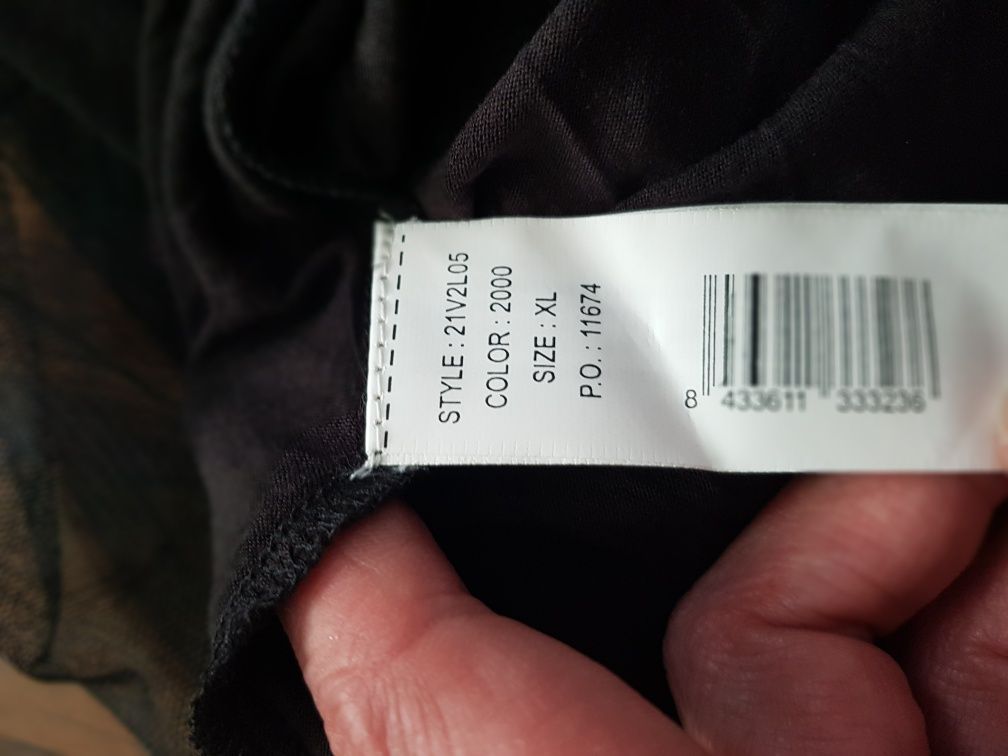 STYLE : 21V2L05
COLOR : 2000
SIZE : XL
P.O. : 11674
8 433611 333236